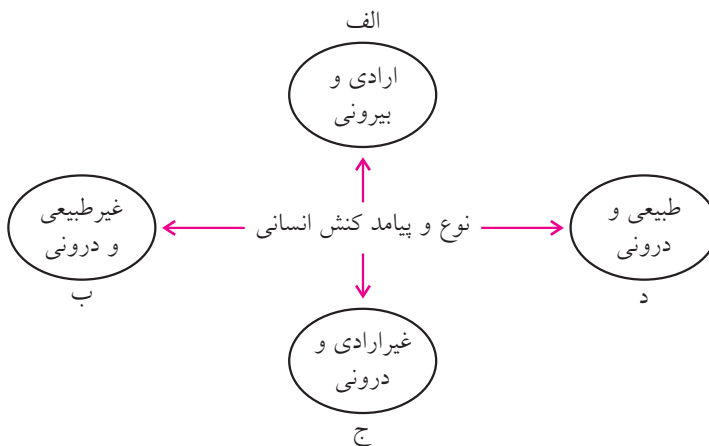 الف
ارادی و
بیرونی
طبیعی و
درونی
د
نوع و پیامد کنش انسانی
غیرطبیعی
و درونی
ب
غیرارادی و
درونی
ج